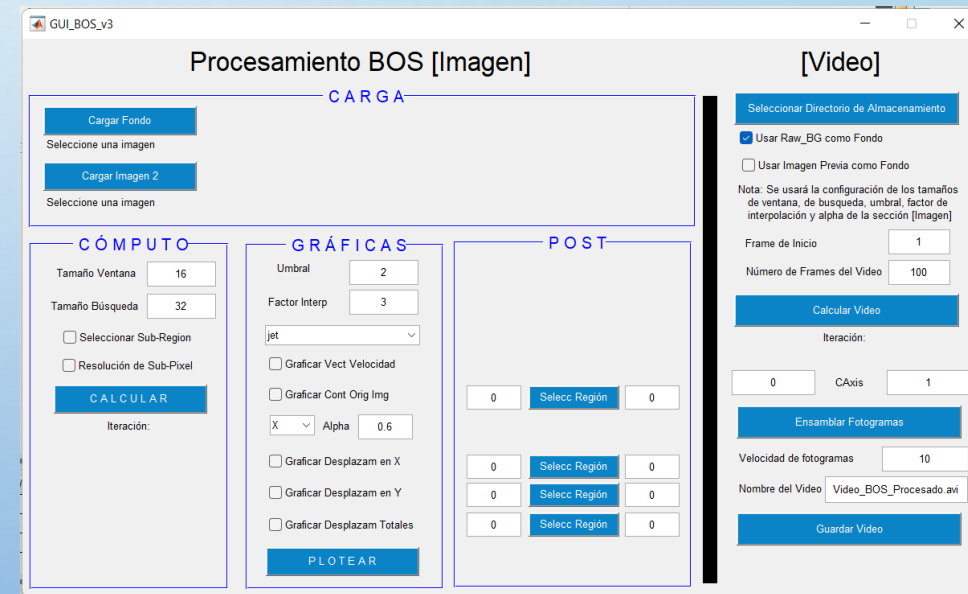 GUI_BOS_v3
Procesamiento BOS [Imagen]
CARGA
Cargar Fondo
Seleccione una imagen
Cargar Imagen 2
Seleccione una imagen
CÓMPUTO
Tamaño Ventana 16
Tamaño Búsqueda 32
Seleccionar Sub-Region
Resolución de Sub-Pixel
CALCULAR
Iteración:
GRÁFICAS
Umbral 2
Factor Interp 3
jet
Graficar Vect Velocidad
Graficar Cont Orig Img
X Alpha 0.6
Graficar Desplazam en X
Graficar Desplazam en Y
Graficar Desplazam Totales
PLOTEAR
POST
0 Selecc Región 0
0 Selecc Región 0
0 Selecc Región 0
0 Selecc Región 0
[Video]
Seleccionar Directorio de Almacenamiento
Usar Raw_BG como Fondo
Usar Imagen Previa como Fondo
Nota: Se usará la configuración de los tamaños
de ventana, de busqueda, umbral, factor de
interpolación y alpha de la sección [Imagen]
Frame de Inicio 1
Número de Frames del Video 100
Calcular Video
Iteración:
0 CAxis 1
Ensamblar Fotogramas
Velocidad de fotogramas 10
Nombre del Video Video_BOS_Procesado.avi
Guardar Video